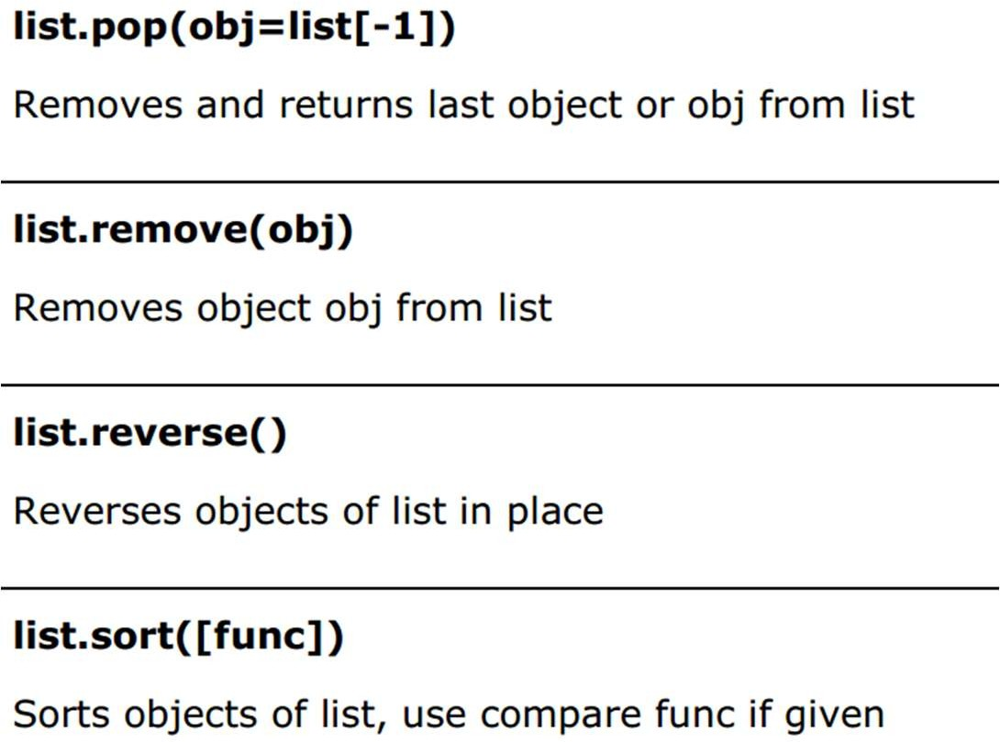 list.pop(obj=list[-1])
Removes and returns last object or obj from list
list.remove(obj)
Removes object obj from list
list.reverse()
Reverses objects of list in place
list.sort([func])
Sorts objects of list, use compare func if given